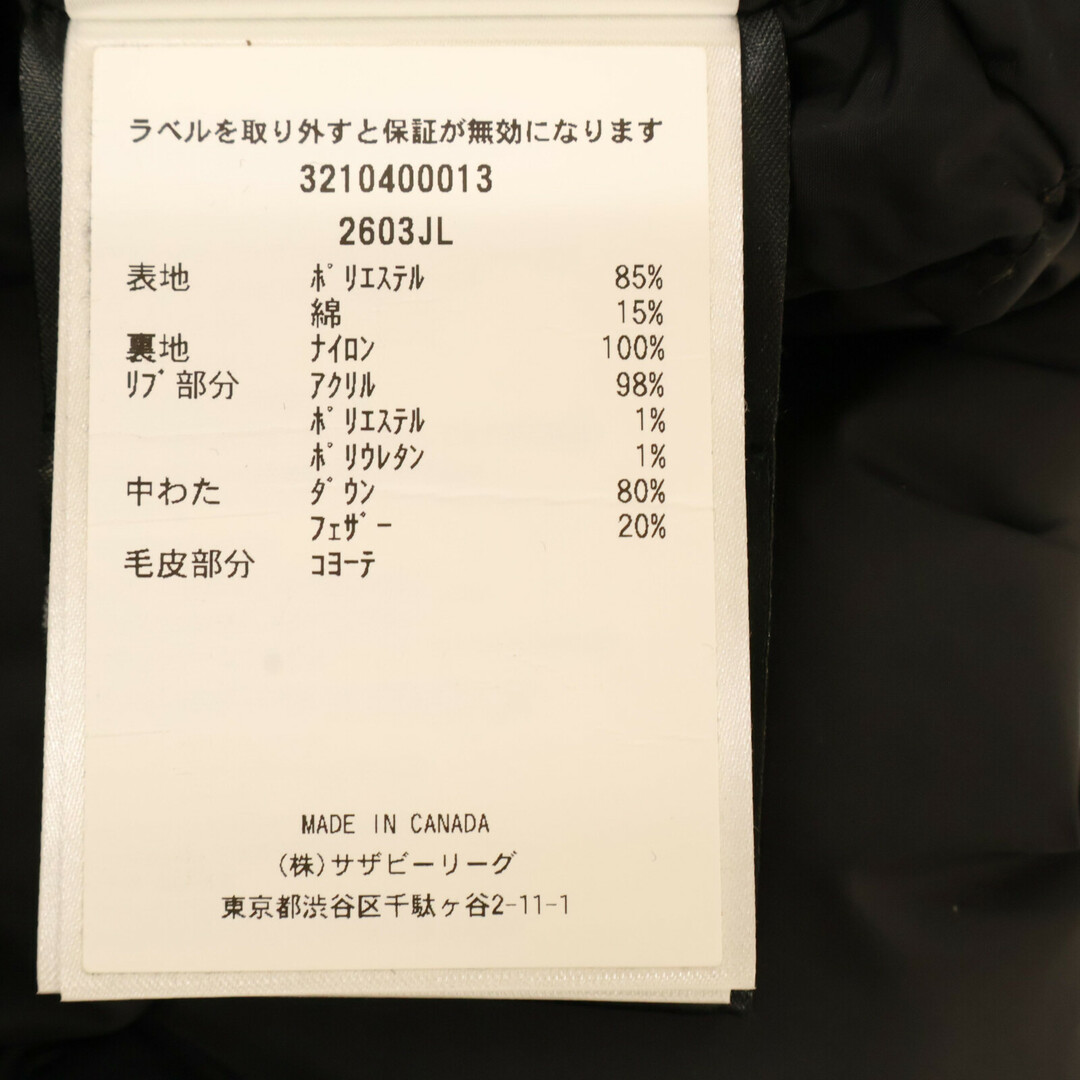 ラベルを取り外すと保証が無効になります
3210400013
2603JL
表地 ﾎﾟﾘｴｽﾃﾙ 85%
綿 15%
裏地 ﾅｲﾛﾝ 100%
ﾘﾌﾞ部分 ｱｸﾘﾙ 98%
ﾎﾟﾘｴｽﾃﾙ 1%
ﾎﾟﾘｳﾚﾀﾝ 1%
中わた ﾀﾞｳﾝ 80%
ﾌｪｻﾞｰ 20%
毛皮部分 ｺﾖｰﾃ
MADE IN CANADA
(株)サザビーリーグ
東京都渋谷区千駄ヶ谷2-11-1